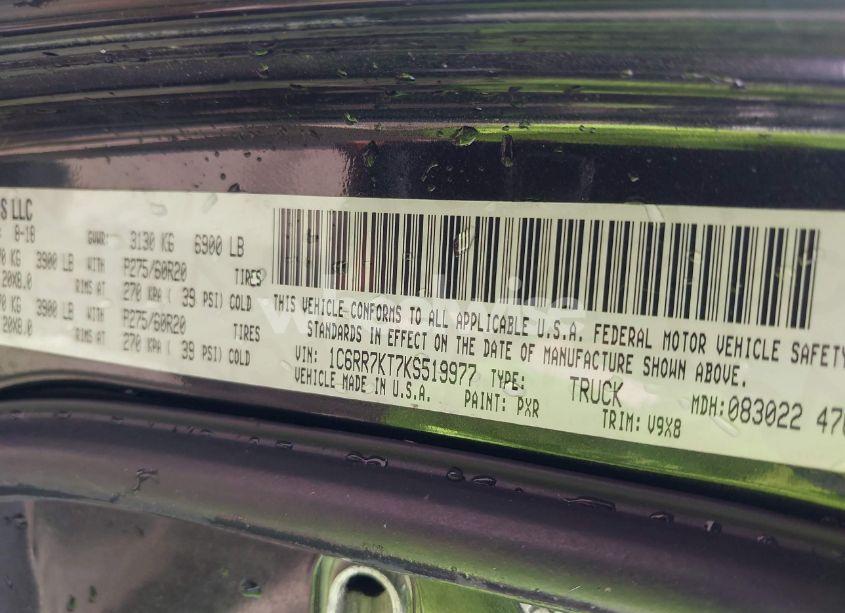 S LLC
8-18 GVWR: 3130 KG 6900 LB
KG 3900 LB WITH P275/60R20 TIRES
20X8.0 RIMS AT 270 KPA ( 39 PSI) COLD
KG 3900 LB WITH P275/60R20 TIRES
20X8.0 RIMS AT 270 KPA ( 39 PSI) COLD
THIS VEHICLE CONFORMS TO ALL APPLICABLE U.S.A. FEDERAL MOTOR VEHICLE SAFETY
STANDARDS IN EFFECT ON THE DATE OF MANUFACTURE SHOWN ABOVE.
VIN: 1C6RR7KT7KS519977 TYPE: TRUCK MDH:083022 47
VEHICLE MADE IN U.S.A. PAINT: PXR TRIM: V9X8